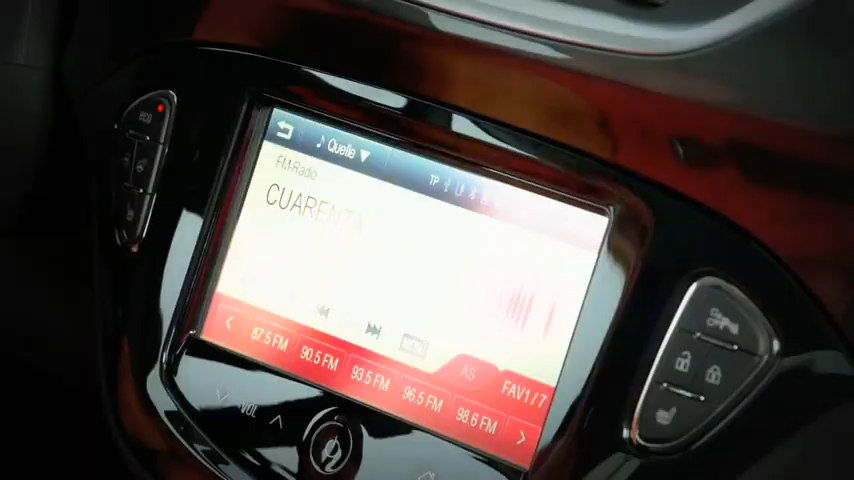 ECO
Quelle
TP
FM-Radio
CUARENTA
MENU
AS
FAV1/7
87.5 FM
90.5 FM
93.5 FM
96.5 FM
98.6 FM
VOL